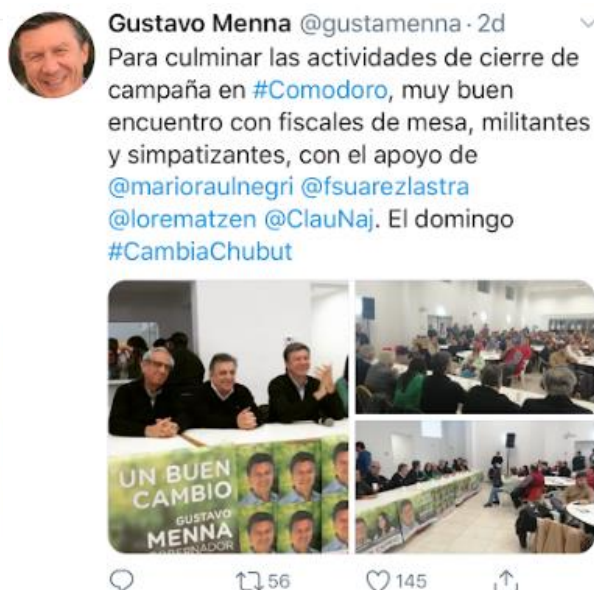 Gustavo Menna @gustamenna · 2d
Para culminar las actividades de cierre de
campaña en #Comodoro, muy buen
encuentro con fiscales de mesa, militantes
y simpatizantes, con el apoyo de
@marioraulnegri @fsuarezlastra
@lorematzen @ClauNaj. El domingo
#CambiaChubut
UN BUEN
CAMBIO
GUSTAVO
MENNA
56
145